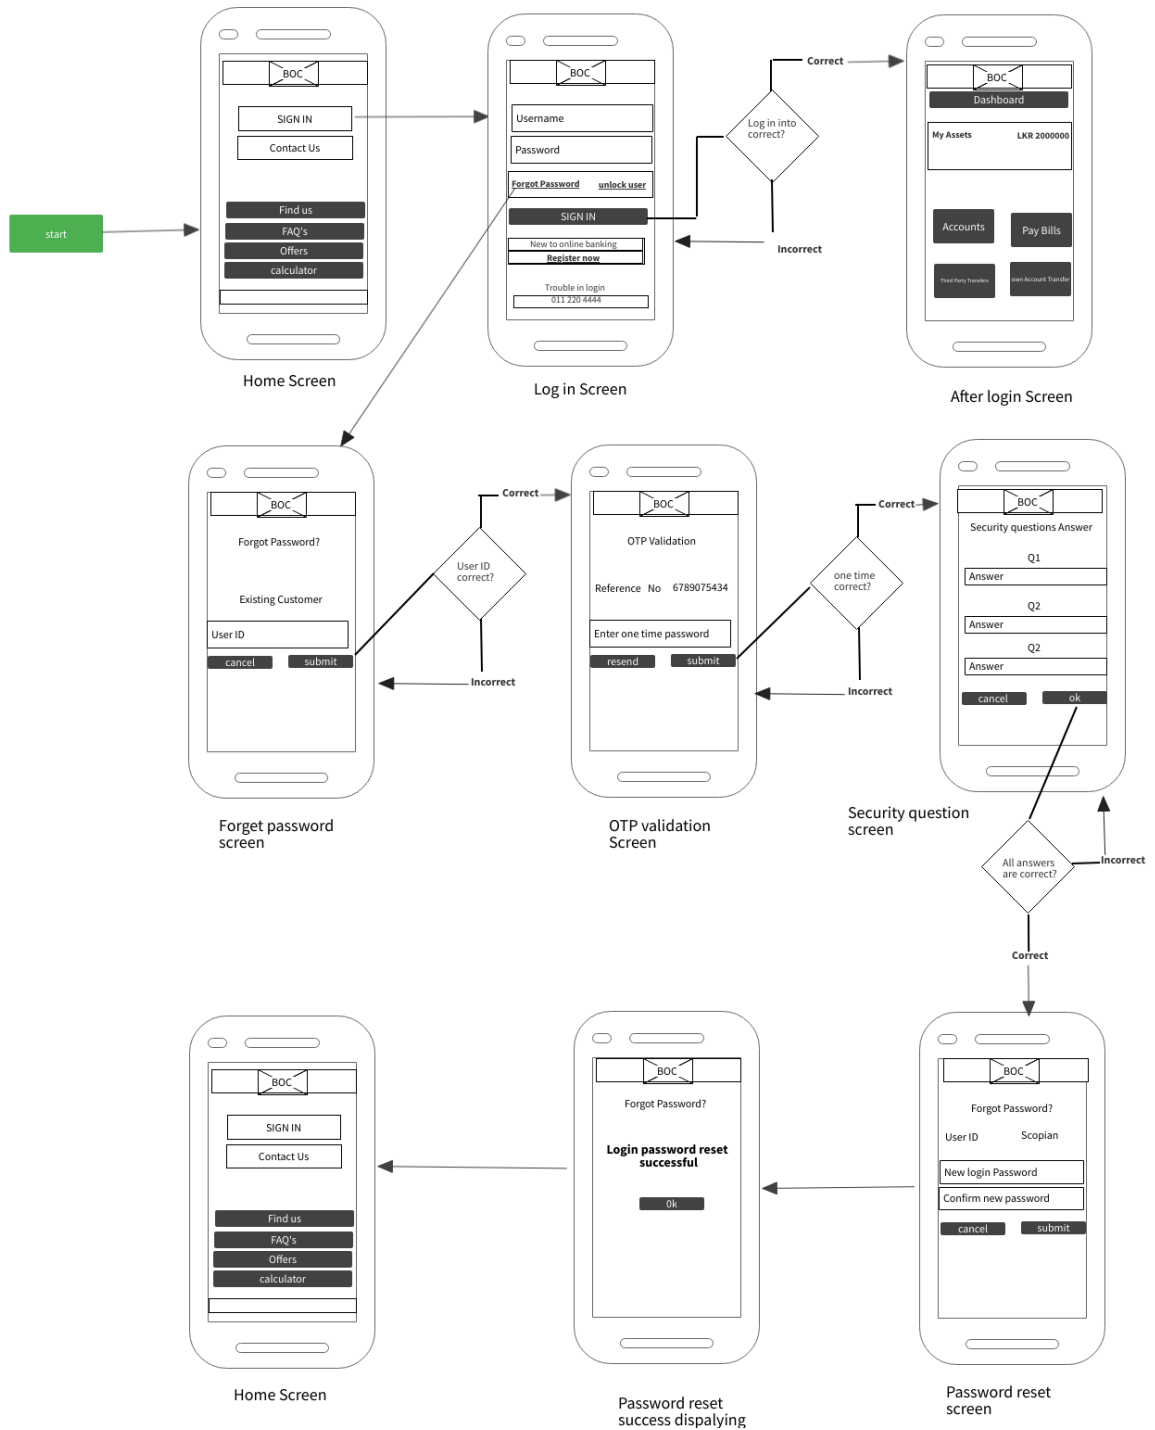 start
BOC
SIGN IN
Contact Us
Find us
FAQ's
Offers
calculator
Home Screen
BOC
Username
Password
Forgot Password unlock user
SIGN IN
New to online banking
Register now
Trouble in login
011 220 4444
Log in Screen
Log in into
correct?
Correct
Incorrect
BOC
Dashboard
My Assets LKR 2000000
Accounts
Pay Bills
Third Party Transfers
own Account Transfer
After login Screen
BOC
Forgot Password?
Existing Customer
User ID
cancel submit
Forget password
screen
User ID
correct?
Correct
Incorrect
BOC
OTP Validation
Reference No 6789075434
Enter one time password
resend submit
OTP validation
Screen
one time
correct?
Correct
Incorrect
BOC
Security questions Answer
Q1
Answer
Q2
Answer
Q2
Answer
cancel ok
Security question
screen
All answers
are correct?
Incorrect
Correct
BOC
SIGN IN
Contact Us
Find us
FAQ's
Offers
calculator
Home Screen
BOC
Forgot Password?
Login password reset
successful
0k
Password reset
success dispalying
BOC
Forgot Password?
User ID Scopian
New login Password
Confirm new password
cancel submit
Password reset
screen